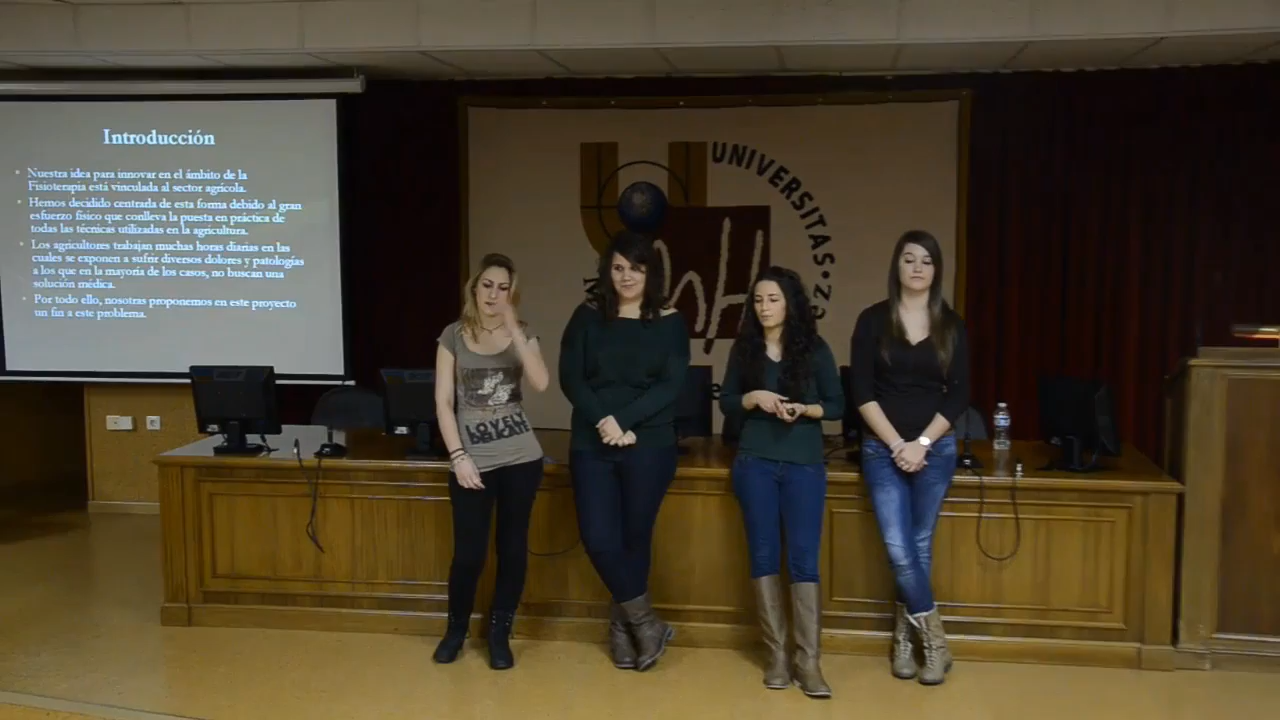 Introducción
Nuestra idea para innovar en el ámbito de la
Fisioterapia está vinculada al sector agrícola.
Hemos decidido centrarla de esta forma debido al gran
esfuerzo físico que conlleva la puesta en práctica de
todas las técnicas utilizadas en la agricultura.
Los agricultores trabajan muchas horas diarias en las
cuales se exponen a sufrir diversos dolores y patologías
a los que en la mayoría de los casos, no buscan una
solución médica.
Por todo ello, nosotras proponemos en este proyecto
un fin a este problema.
UNIVERSITAS
LOVELY
DELICATE